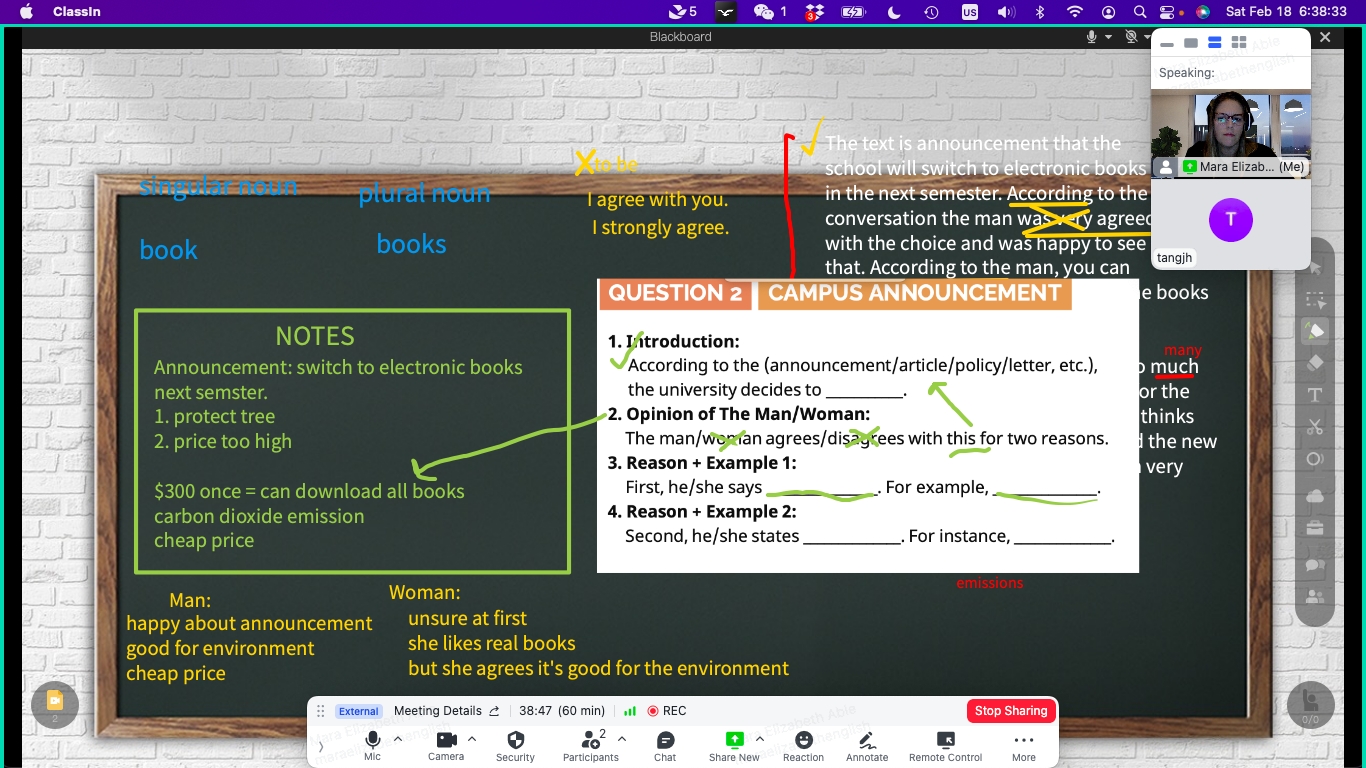 ClassIn
5
1
3
US
Sat Feb 18 6:38:33
Blackboard
Speaking:
Mara Elizab... (Me)
T
tangjh
singular noun
plural noun
book
books
X to be
I agree with you.
I strongly agree.
The text is announcement that the
school will switch to electronic books
in the next semester. According to the
conversation the man was very agreed
with the choice and was happy to see
that. According to the man, you can
e books
many
much
or the
thinks
d the new
very
QUESTION 2 CAMPUS ANNOUNCEMENT
1. Introduction:
According to the (announcement/article/policy/letter, etc.),
the university decides to _________.
2. Opinion of The Man/Woman:
The man/woman agrees/disagrees with this for two reasons.
3. Reason + Example 1:
First, he/she says _____________. For example, _____________.
4. Reason + Example 2:
Second, he/she states ___________. For instance, ___________.
emissions
NOTES
Announcement: switch to electronic books
next semster.
1. protect tree
2. price too high
$300 once = can download all books
carbon dioxide emission
cheap price
Man:
happy about announcement
good for environment
cheap price
Woman:
unsure at first
she likes real books
but she agrees it's good for the environment
2
0/0
External Meeting Details 38:47 (60 min) REC Stop Sharing
2
Mic Camera Security Participants Chat Share New Reaction Annotate Remote Control More